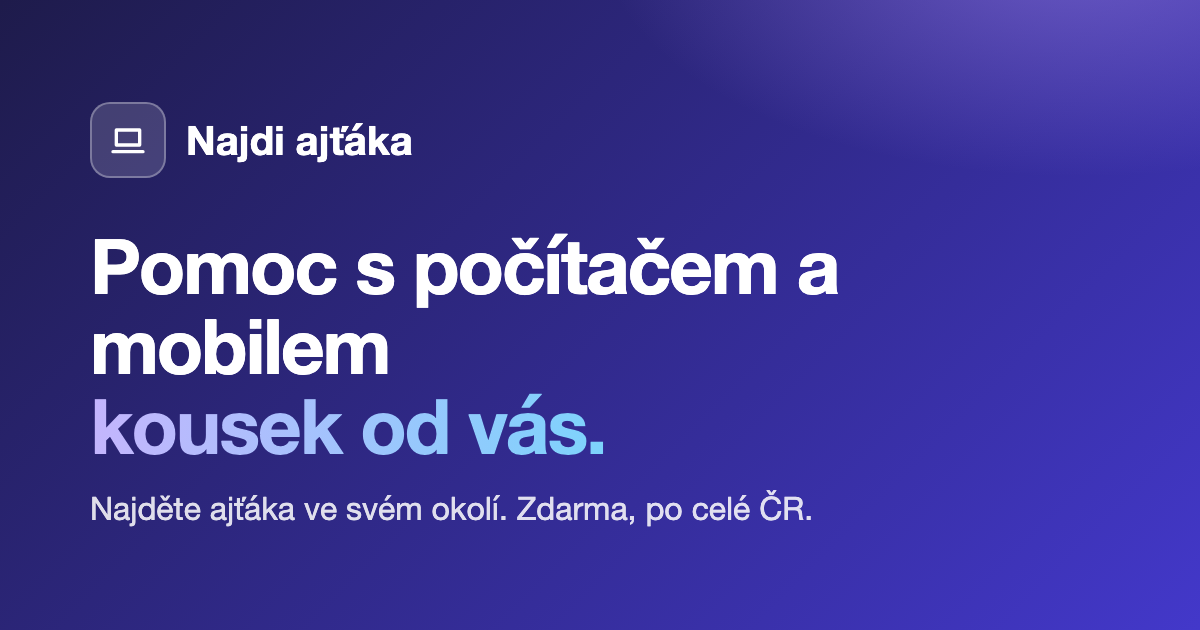 Najdi ajťáka
Pomoc s počítačem a
mobilem
kousek od vás.
Najděte ajťáka ve svém okolí. Zdarma, po celé ČR.